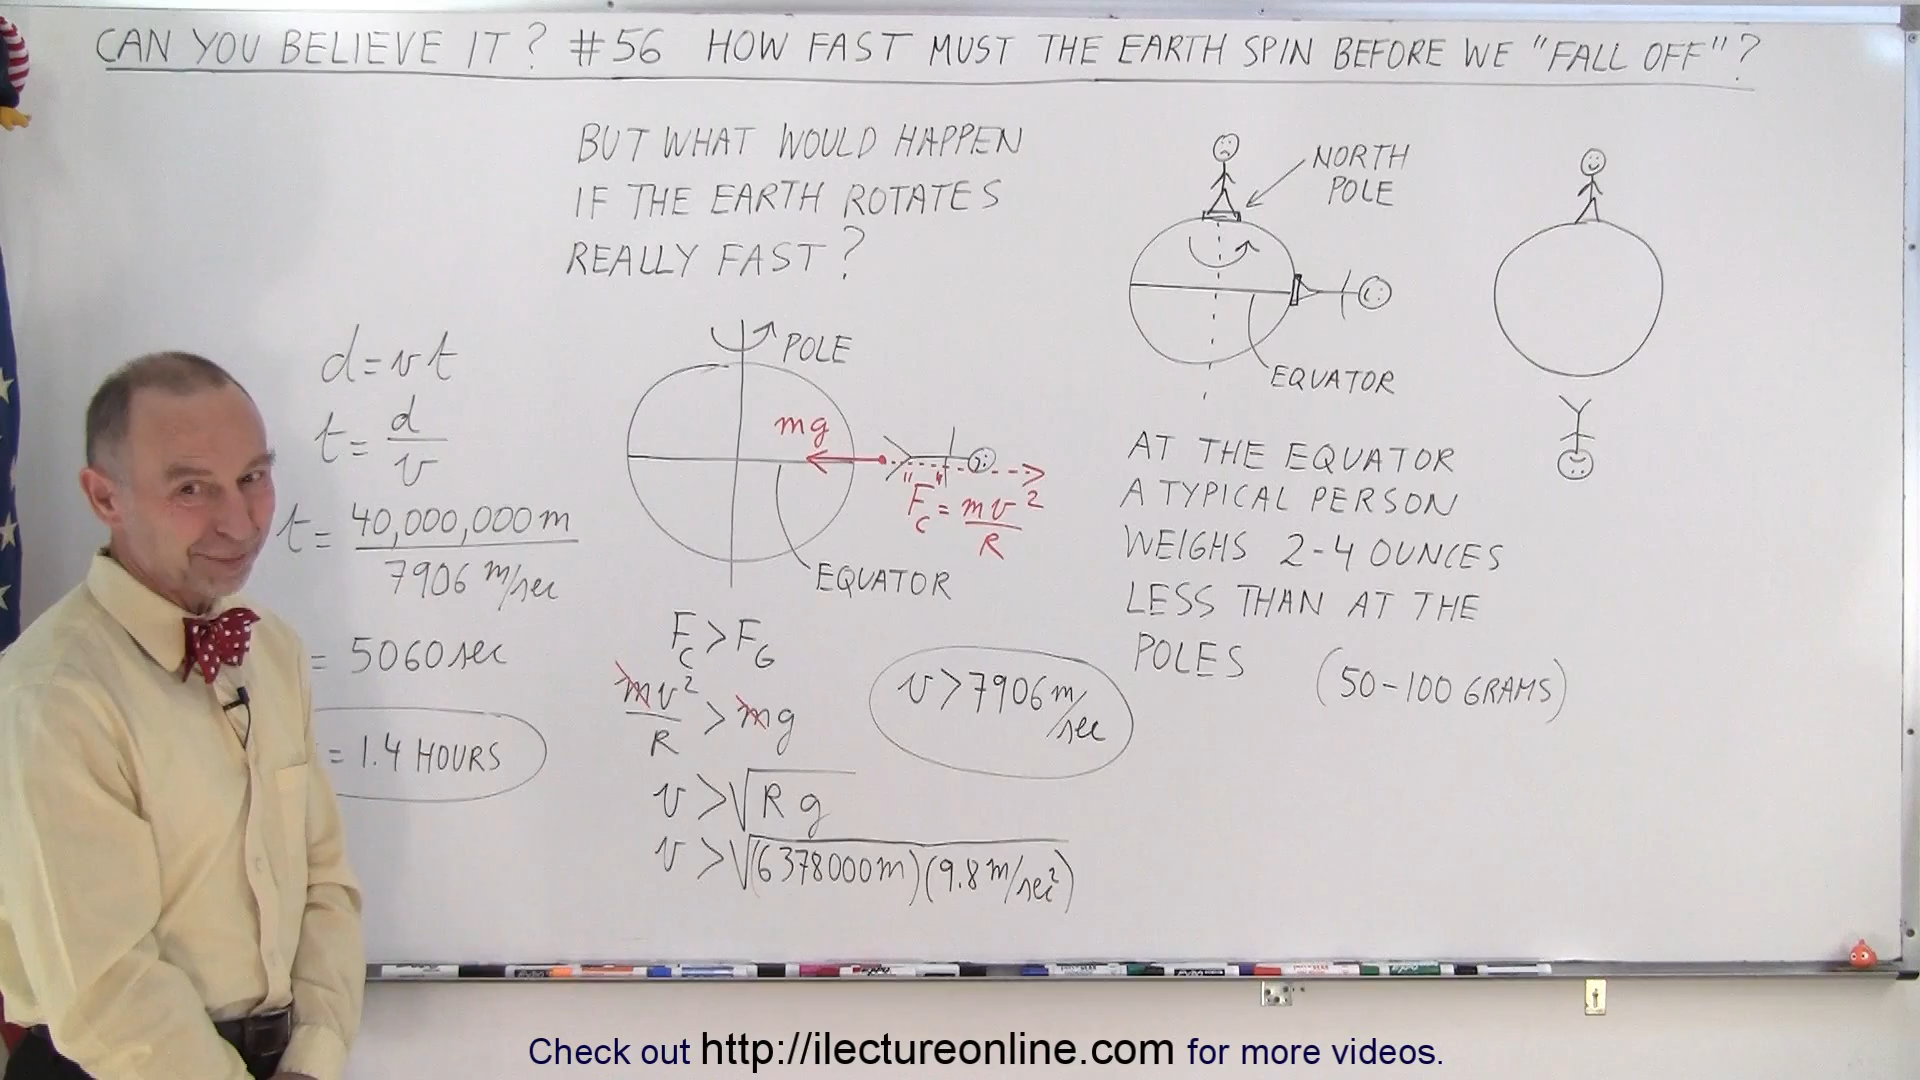 CAN YOU BELIEVE IT? #56 HOW FAST MUST THE EARTH SPIN BEFORE WE "FALL OFF"?
BUT WHAT WOULD HAPPEN
IF THE EARTH ROTATES
REALLY FAST?
d = vt
t = d/v
t = 40,000,000 m / 7906 m/sec
= 5060 sec
= 1.4 HOURS
POLE
mg
"F_c" = mv²/R
EQUATOR
F_c > F_G
mv²/R > mg
v > √Rg
v > √(6378000 m)(9.8 m/sec²)
v > 7906 m/sec
NORTH
POLE
EQUATOR
AT THE EQUATOR
A TYPICAL PERSON
WEIGHS 2-4 OUNCES
LESS THAN AT THE
POLES (50-100 GRAMS)
Check out http://ilectureonline.com for more videos.